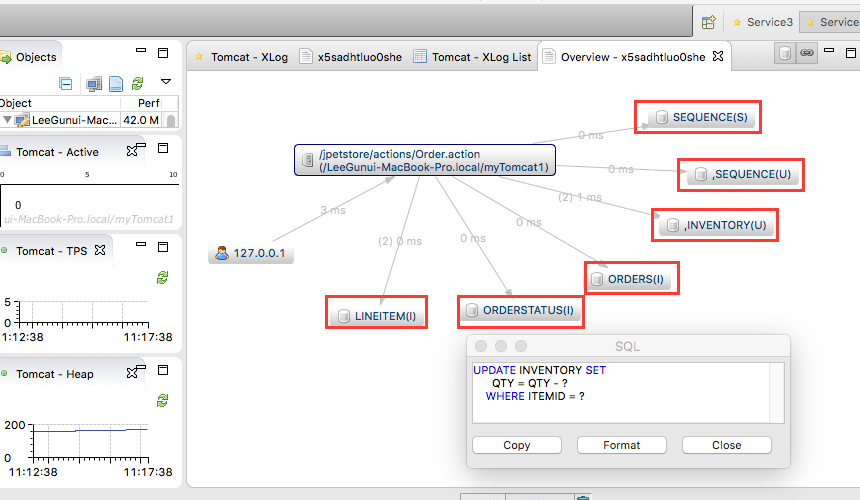 Service3
Service
Objects
Tomcat - XLog
x5sadhtluo0she
Tomcat - XLog List
Overview - x5sadhtluo0she
Object
Perf
LeeGunui-Mac...
42.0 M
Tomcat - Active
0
5
10
0
ui-MacBook-Pro.local/myTomcat1
Tomcat - TPS
5
0
11:12:38
11:17:38
Tomcat - Heap
200
0
11:12:38
11:17:38
SEQUENCE(S)
0 ms
/jpetstore/actions/Order.action
(/LeeGunui-MacBook-Pro.local/myTomcat1)
0 ms
,SEQUENCE(U)
(2) 1 ms
3 ms
0 ms
,INVENTORY(U)
(2) 0 ms
0 ms
127.0.0.1
ORDERS(I)
LINEITEM(I)
ORDERSTATUS(I)
SQL
UPDATE INVENTORY SET
QTY = QTY - ?
WHERE ITEMID = ?
Copy
Format
Close